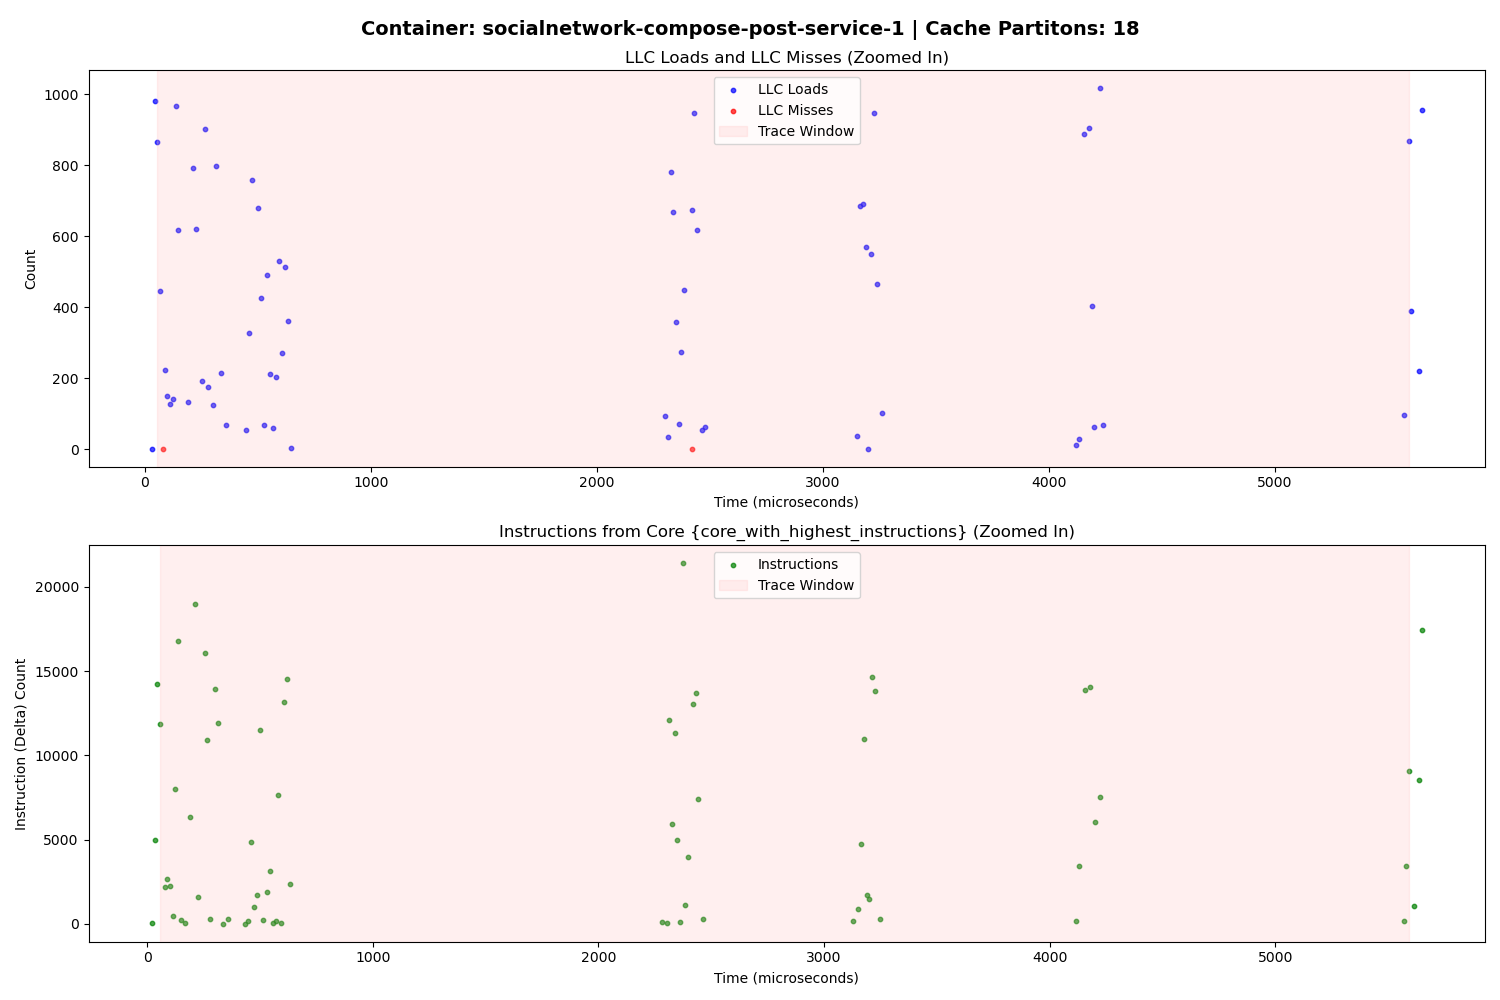 Container: socialnetwork-compose-post-service-1 | Cache Partitons: 18
LLC Loads and LLC Misses (Zoomed In)
LLC Loads
LLC Misses
Trace Window
Count
1000
800
600
400
200
0
0 1000 2000 3000 4000 5000
Time (microseconds)
Instructions from Core {core_with_highest_instructions} (Zoomed In)
Instructions
Trace Window
Instruction (Delta) Count
20000
15000
10000
5000
0
0 1000 2000 3000 4000 5000
Time (microseconds)